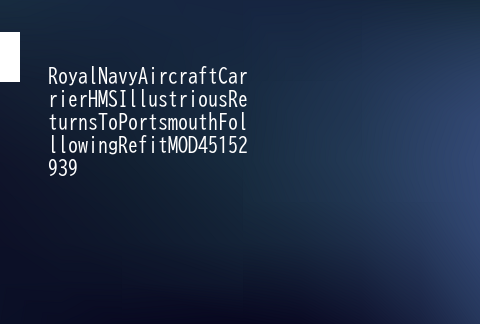 RoyalNavyAircraftCar
rierHMSIllustriousRe
turnsToPortsmouthFol
llowingRefitMOD45152
939